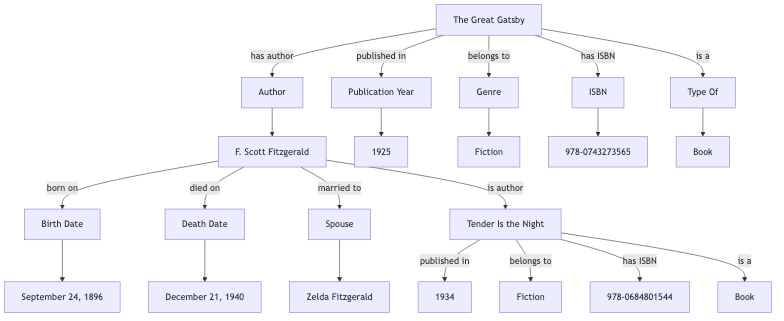 The Great Gatsby
has author
published in
belongs to
has ISBN
is a
Author
Publication Year
Genre
ISBN
Type Of
F. Scott Fitzgerald
1925
Fiction
978-0743273565
Book
born on
died on
married to
is author
Birth Date
Death Date
Spouse
Tender Is the Night
published in
belongs to
has ISBN
is a
September 24, 1896
December 21, 1940
Zelda Fitzgerald
1934
Fiction
978-0684801544
Book